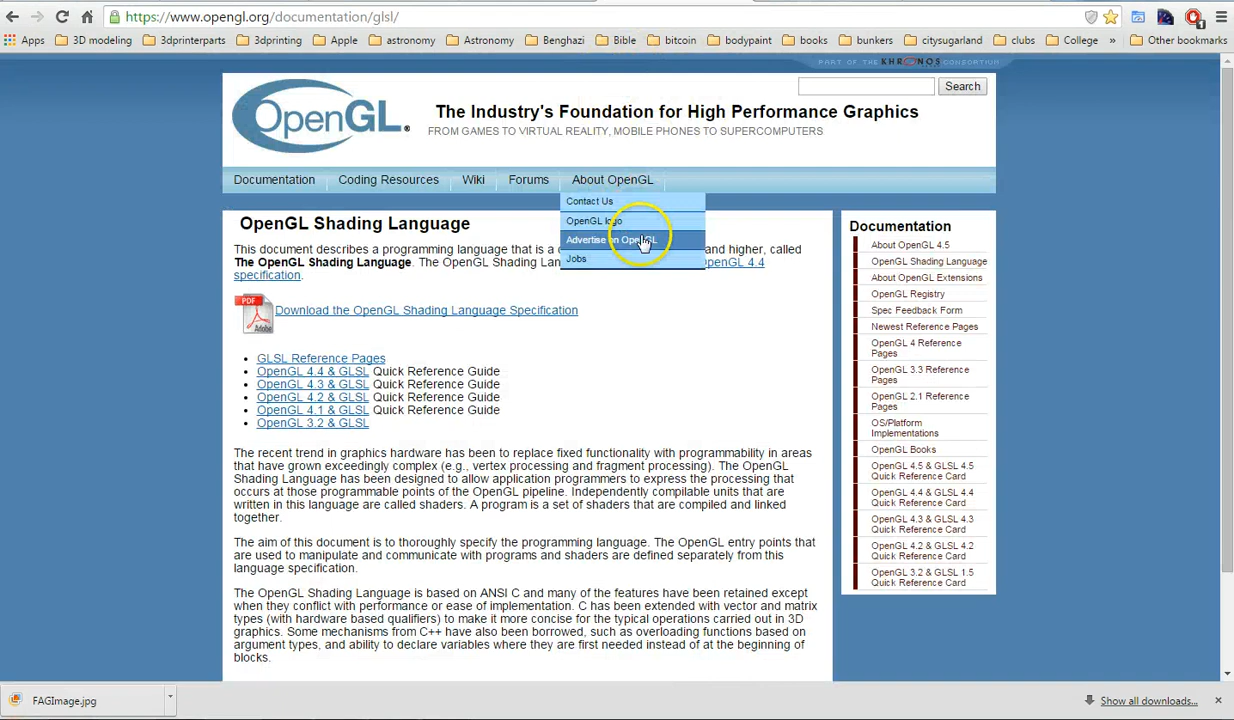 https://www.opengl.org/documentation/glsl/
Apps 3D modeling 3dprinterparts 3dprinting Apple astronomy Astronomy Benghazi Bible bitcoin bodypaint books bunkers citysugarland clubs College » Other bookmarks
PART OF THE KHRONOS CONSORTIUM
Search
OpenGL®
The Industry's Foundation for High Performance Graphics
FROM GAMES TO VIRTUAL REALITY, MOBILE PHONES TO SUPERCOMPUTERS
Documentation Coding Resources Wiki Forums About OpenGL
Contact Us
OpenGL logo
Advertise on OpenGL
Jobs
OpenGL Shading Language
This document describes a programming language that is a and higher, called
The OpenGL Shading Language. The OpenGL Shading OpenGL 4.4
specification.
PDF
Adobe
Download the OpenGL Shading Language Specification
• GLSL Reference Pages
• OpenGL 4.4 & GLSL Quick Reference Guide
• OpenGL 4.3 & GLSL Quick Reference Guide
• OpenGL 4.2 & GLSL Quick Reference Guide
• OpenGL 4.1 & GLSL Quick Reference Guide
• OpenGL 3.2 & GLSL
The recent trend in graphics hardware has been to replace fixed functionality with programmability in areas
that have grown exceedingly complex (e.g., vertex processing and fragment processing). The OpenGL
Shading Language has been designed to allow application programmers to express the processing that
occurs at those programmable points of the OpenGL pipeline. Independently compilable units that are
written in this language are called shaders. A program is a set of shaders that are compiled and linked
together.
The aim of this document is to thoroughly specify the programming language. The OpenGL entry points that
are used to manipulate and communicate with programs and shaders are defined separately from this
language specification.
The OpenGL Shading Language is based on ANSI C and many of the features have been retained except
when they conflict with performance or ease of implementation. C has been extended with vector and matrix
types (with hardware based qualifiers) to make it more concise for the typical operations carried out in 3D
graphics. Some mechanisms from C++ have also been borrowed, such as overloading functions based on
argument types, and ability to declare variables where they are first needed instead of at the beginning of
blocks.
Documentation
About OpenGL 4.5
OpenGL Shading Language
About OpenGL Extensions
OpenGL Registry
Spec Feedback Form
Newest Reference Pages
OpenGL 4 Reference
Pages
OpenGL 3.3 Reference
Pages
OpenGL 2.1 Reference
Pages
OS/Platform
Implementations
OpenGL Books
OpenGL 4.5 & GLSL 4.5
Quick Reference Card
OpenGL 4.4 & GLSL 4.4
Quick Reference Card
OpenGL 4.3 & GLSL 4.3
Quick Reference Card
OpenGL 4.2 & GLSL 4.2
Quick Reference Card
OpenGL 3.2 & GLSL 1.5
Quick Reference Card
FAGImage.jpg
Show all downloads...